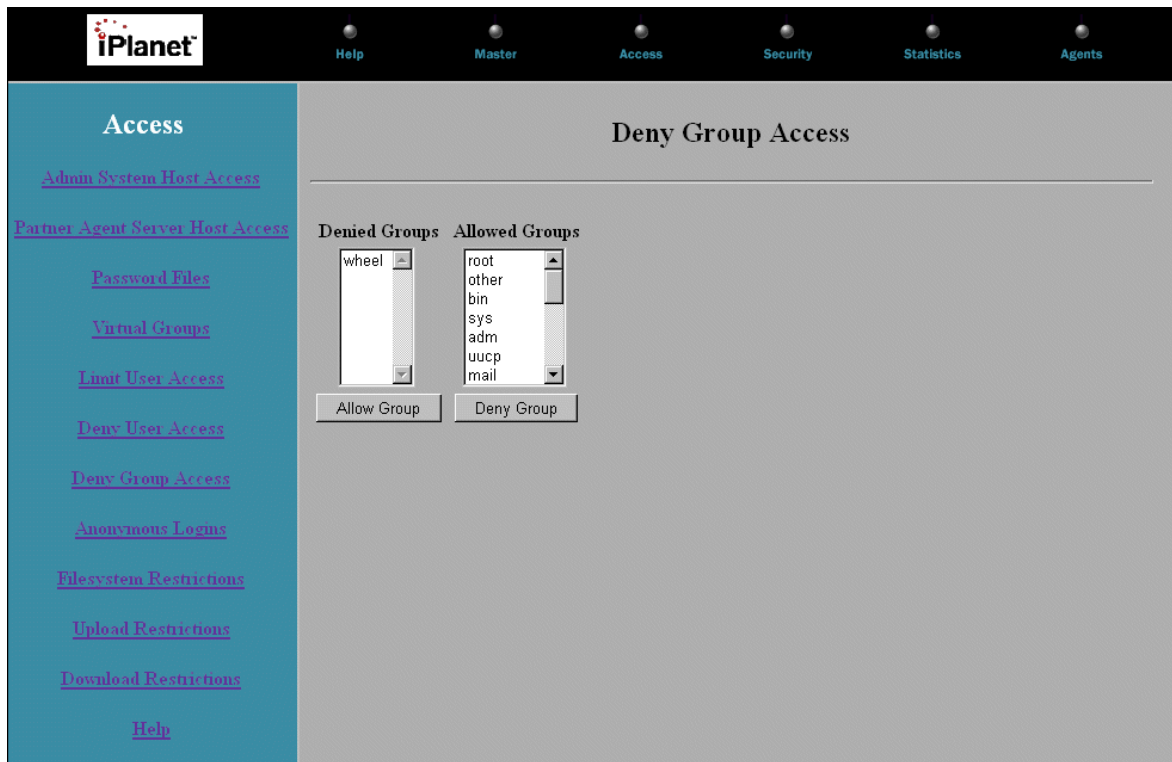 iPlanet™
Help Master Access Security Statistics Agents
Access
Admin System Host Access
Partner Agent Server Host Access
Password Files
Virtual Groups
Limit User Access
Deny User Access
Deny Group Access
Anonymous Logins
Filesystem Restrictions
Upload Restrictions
Download Restrictions
Help
Deny Group Access
Denied Groups Allowed Groups
wheel
root
other
bin
sys
adm
uucp
mail
Allow Group Deny Group